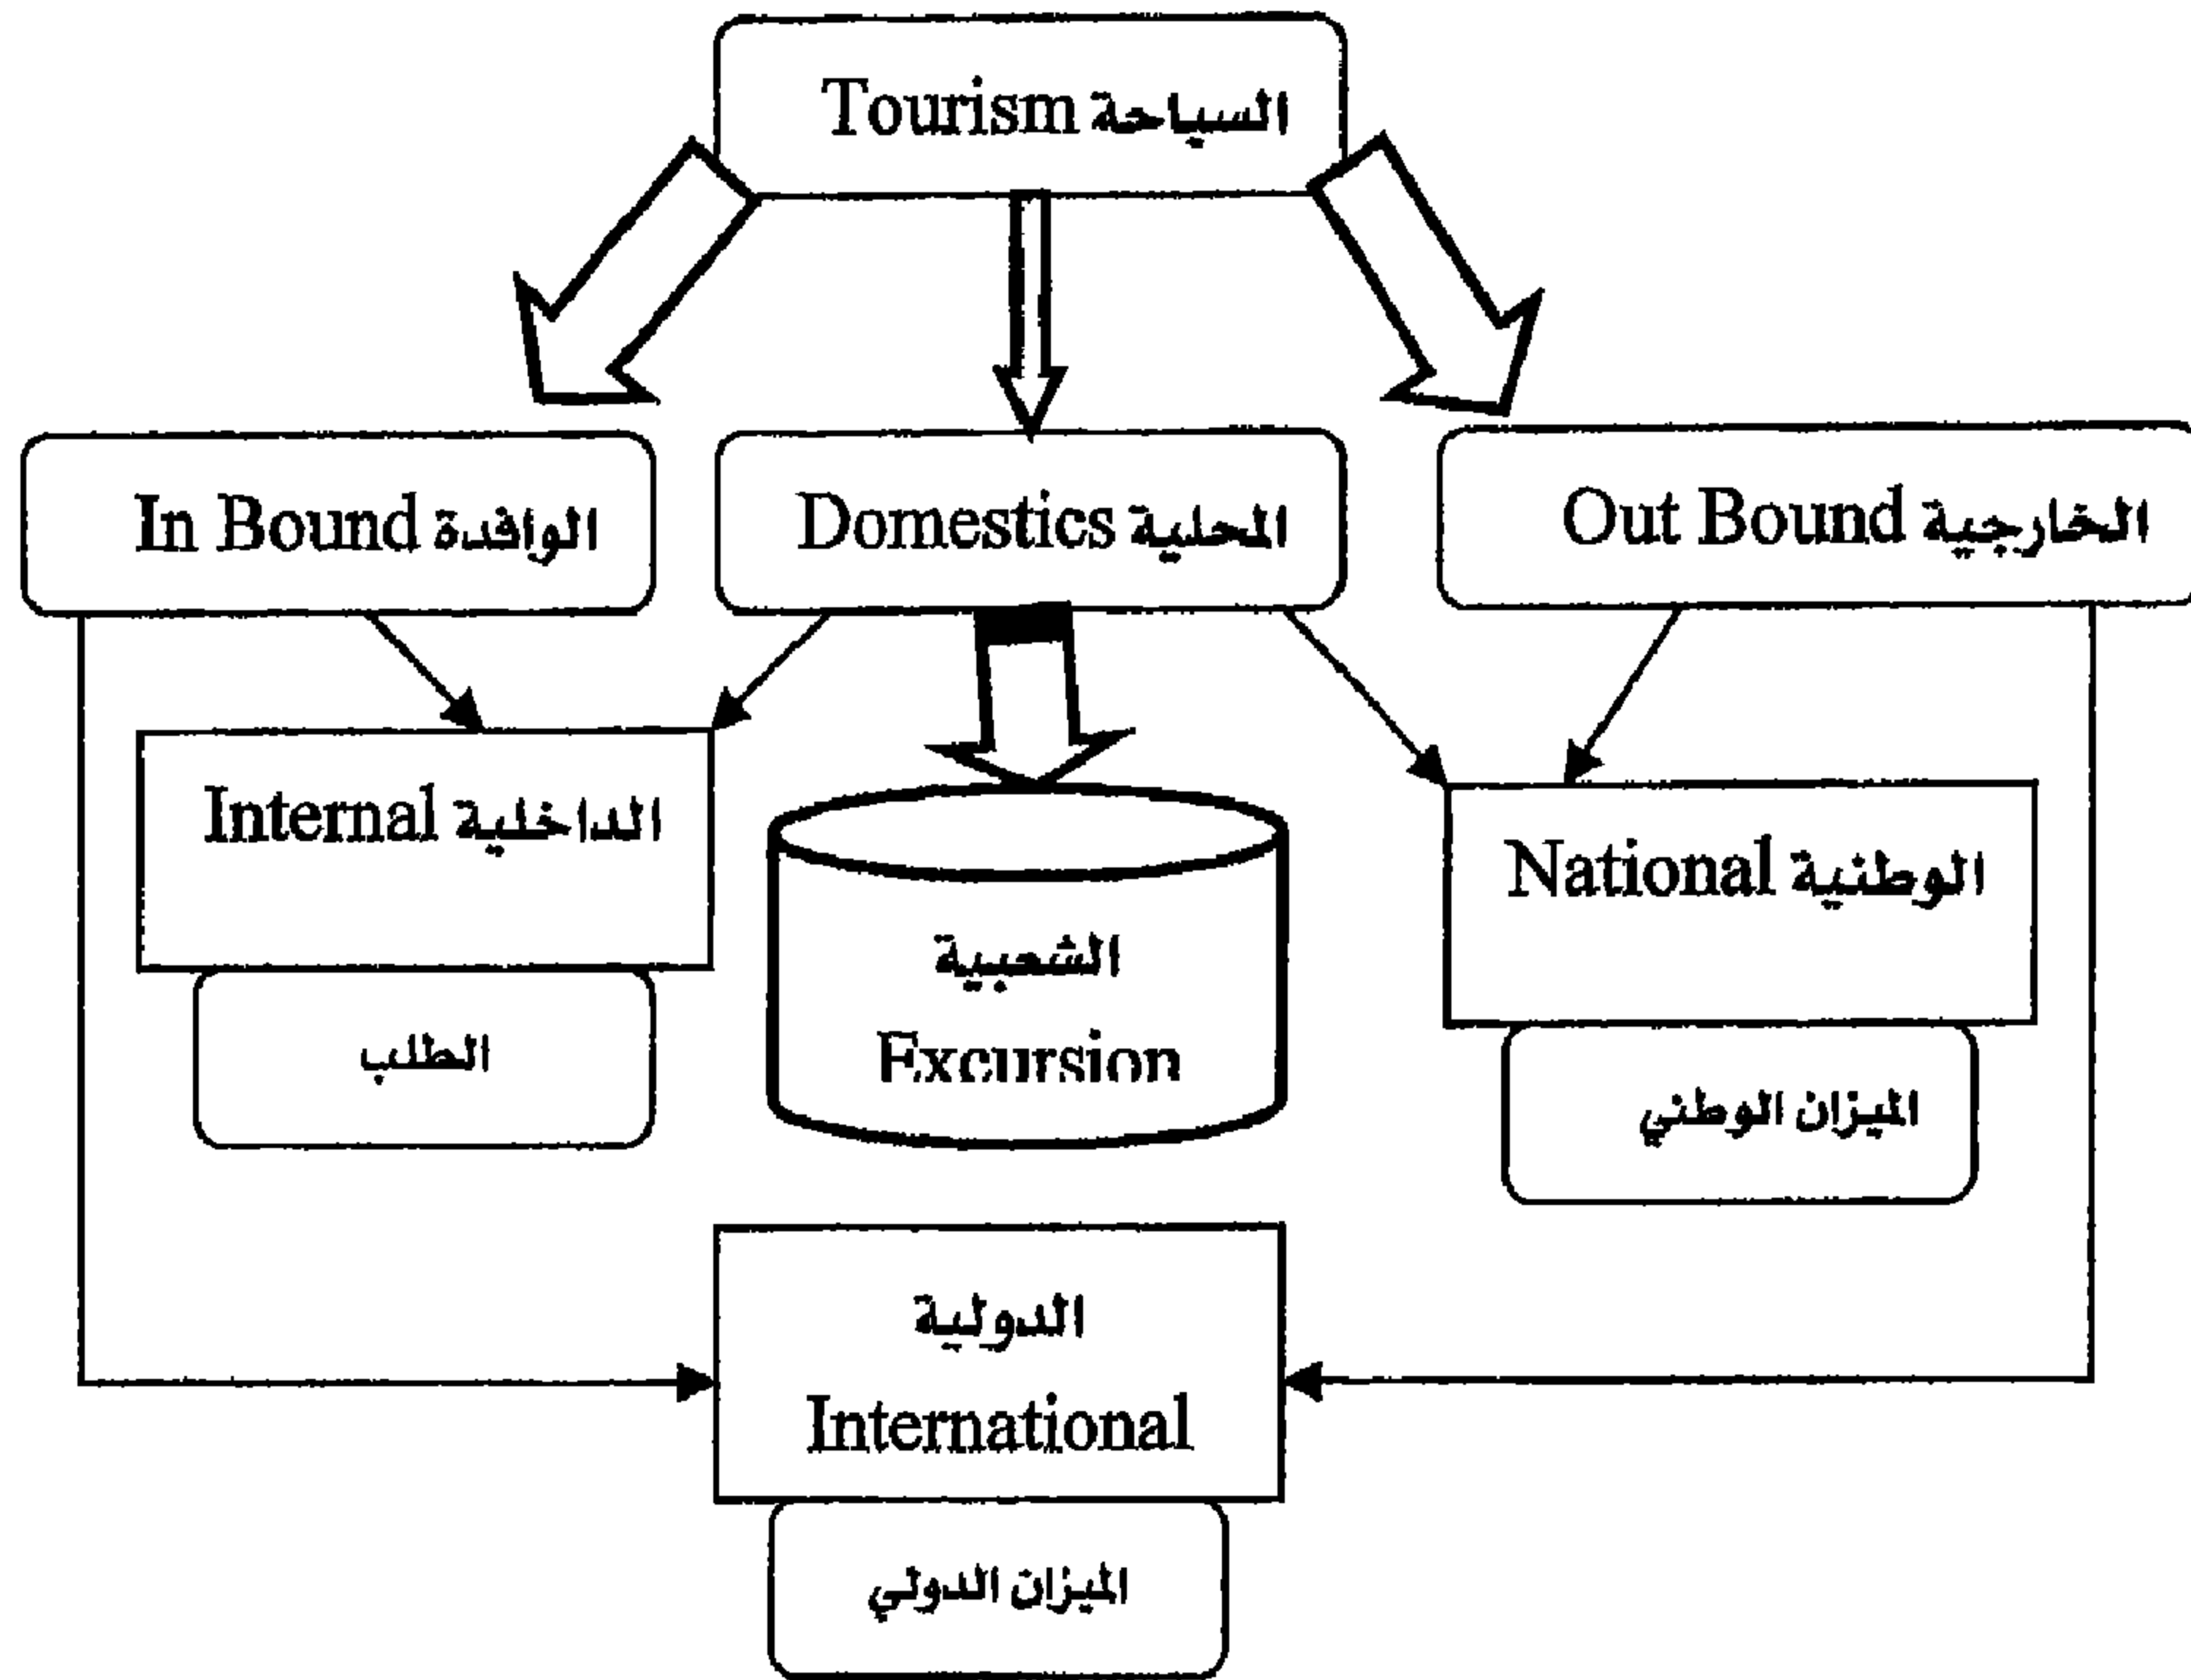 Tourism السياحة
In Bound الوافدة
Domestics المحلية
Out Bound الخارجية
Internal الداخلية
الطلب
الشعبية
Excursion
National الوطنية
الميزان الوطني
الدولية
International
الميزان الدولي